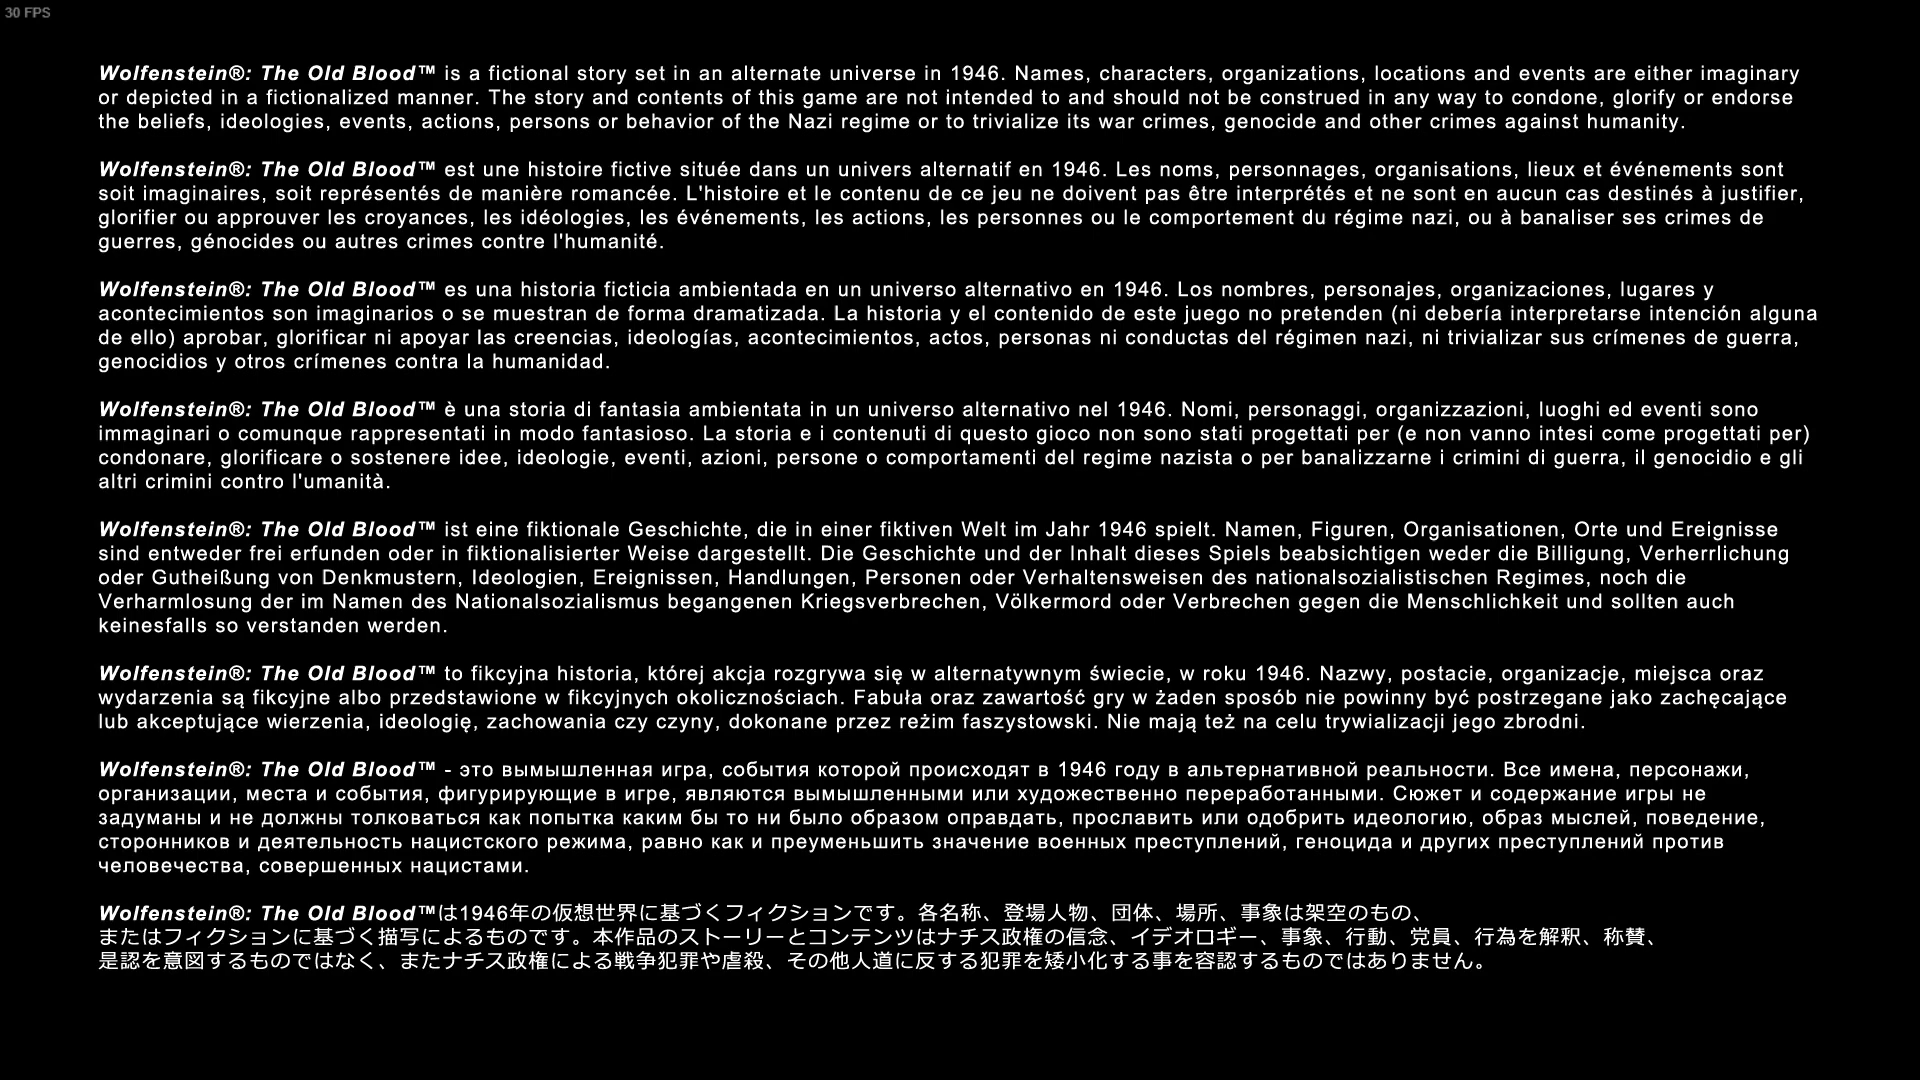 30 FPS
Wolfenstein®: The Old Blood™ is a fictional story set in an alternate universe in 1946. Names, characters, organizations, locations and events are either imaginary
or depicted in a fictionalized manner. The story and contents of this game are not intended to and should not be construed in any way to condone, glorify or endorse
the beliefs, ideologies, events, actions, persons or behavior of the Nazi regime or to trivialize its war crimes, genocide and other crimes against humanity.
Wolfenstein®: The Old Blood™ est une histoire fictive située dans un univers alternatif en 1946. Les noms, personnages, organisations, lieux et événements sont
soit imaginaires, soit représentés de manière romancée. L'histoire et le contenu de ce jeu ne doivent pas être interprétés et ne sont en aucun cas destinés à justifier,
glorifier ou approuver les croyances, les idéologies, les événements, les actions, les personnes ou le comportement du régime nazi, ou à banaliser ses crimes de
guerres, génocides ou autres crimes contre l'humanité.
Wolfenstein®: The Old Blood™ es una historia ficticia ambientada en un universo alternativo en 1946. Los nombres, personajes, organizaciones, lugares y
acontecimientos son imaginarios o se muestran de forma dramatizada. La historia y el contenido de este juego no pretenden (ni debería interpretarse intención alguna
de ello) aprobar, glorificar ni apoyar las creencias, ideologías, acontecimientos, actos, personas ni conductas del régimen nazi, ni trivializar sus crímenes de guerra,
genocidios y otros crímenes contra la humanidad.
Wolfenstein®: The Old Blood™ è una storia di fantasia ambientata in un universo alternativo nel 1946. Nomi, personaggi, organizzazioni, luoghi ed eventi sono
immaginari o comunque rappresentati in modo fantasioso. La storia e i contenuti di questo gioco non sono stati progettati per (e non vanno intesi come progettati per)
condonare, glorificare o sostenere idee, ideologie, eventi, azioni, persone o comportamenti del regime nazista o per banalizzarne i crimini di guerra, il genocidio e gli
altri crimini contro l'umanità.
Wolfenstein®: The Old Blood™ ist eine fiktionale Geschichte, die in einer fiktiven Welt im Jahr 1946 spielt. Namen, Figuren, Organisationen, Orte und Ereignisse
sind entweder frei erfunden oder in fiktionalisierter Weise dargestellt. Die Geschichte und der Inhalt dieses Spiels beabsichtigen weder die Billigung, Verherrlichung
oder Gutheißung von Denkmustern, Ideologien, Ereignissen, Handlungen, Personen oder Verhaltensweisen des nationalsozialistischen Regimes, noch die
Verharmlosung der im Namen des Nationalsozialismus begangenen Kriegsverbrechen, Völkermord oder Verbrechen gegen die Menschlichkeit und sollten auch
keinesfalls so verstanden werden.
Wolfenstein®: The Old Blood™ to fikcyjna historia, której akcja rozgrywa się w alternatywnym świecie, w roku 1946. Nazwy, postacie, organizacje, miejsca oraz
wydarzenia są fikcyjne albo przedstawione w fikcyjnych okolicznościach. Fabuła oraz zawartość gry w żaden sposób nie powinny być postrzegane jako zachęcające
lub akceptujące wierzenia, ideologię, zachowania czy czyny, dokonane przez reżim faszystowski. Nie mają też na celu trywializacji jego zbrodni.
Wolfenstein®: The Old Blood™ - это вымышленная игра, события которой происходят в 1946 году в альтернативной реальности. Все имена, персонажи,
организации, места и события, фигурирующие в игре, являются вымышленными или художественно переработанными. Сюжет и содержание игры не
задуманы и не должны толковаться как попытка каким бы то ни было образом оправдать, прославить или одобрить идеологию, образ мыслей, поведение,
сторонников и деятельность нацистского режима, равно как и преуменьшить значение военных преступлений, геноцида и других преступлений против
человечества, совершенных нацистами.
Wolfenstein®: The Old Blood™は1946年の仮想世界に基づくフィクションです。各名称、登場人物、団体、場所、事象は架空のもの、
またはフィクションに基づく描写によるものです。本作品のストーリーとコンテンツはナチス政権の信念、イデオロギー、事象、行動、党員、行為を解釈、称賛、
是認を意図するものではなく、またナチス政権による戦争犯罪や虐殺、その他人道に反する犯罪を矮小化する事を容認するものではありません。